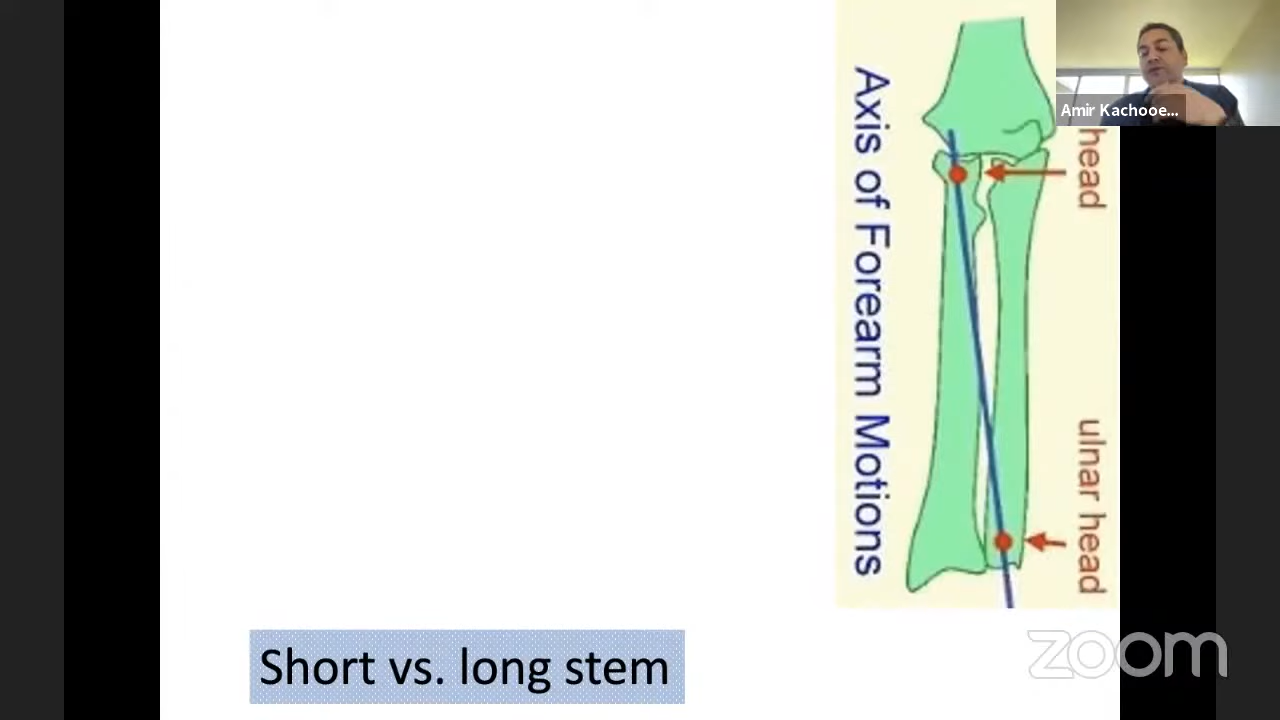 Amir Kachooe...
head
Axis of Forearm Motions
ulnar head
Short vs. long stem
zoom